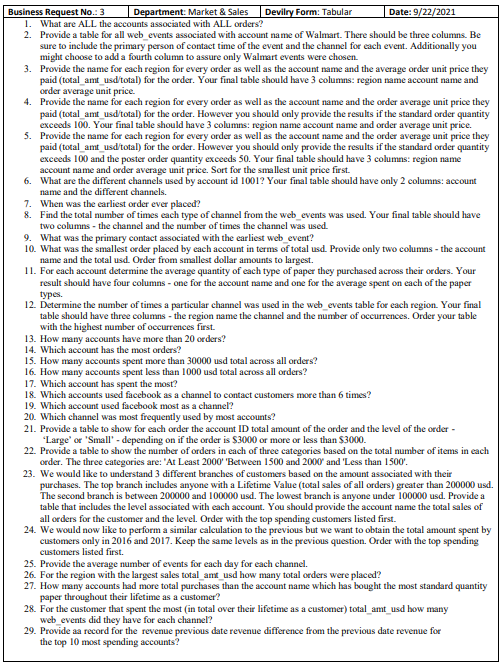 Business Request No.: 3 Department: Market & Sales Devilry Form: Tabular Date: 9/22/2021
1. What are ALL the accounts associated with ALL orders?
2. Provide a table for all web_events associated with account name of Walmart. There should be three columns. Be
sure to include the primary person of contact time of the event and the channel for each event. Additionally you
might choose to add a fourth column to assure only Walmart events were chosen.
3. Provide the name for each region for every order as well as the account name and the average order unit price they
paid (total_amt_usd/total) for the order. Your final table should have 3 columns: region name account name and
order average unit price.
4. Provide the name for each region for every order as well as the account name and the order average unit price they
paid (total_amt_usd/total) for the order. However you should only provide the results if the standard order quantity
exceeds 100. Your final table should have 3 columns: region name account name and order average unit price.
5. Provide the name for each region for every order as well as the account name and the order average unit price they
paid (total_amt_usd/total) for the order. However you should only provide the results if the standard order quantity
exceeds 100 and the poster order quantity exceeds 50. Your final table should have 3 columns: region name
account name and order average unit price. Sort for the smallest unit price first.
6. What are the different channels used by account id 1001? Your final table should have only 2 columns: account
name and the different channels.
7. When was the earliest order ever placed?
8. Find the total number of times each type of channel from the web_events was used. Your final table should have
two columns - the channel and the number of times the channel was used.
9. What was the primary contact associated with the earliest web_event?
10. What was the smallest order placed by each account in terms of total usd. Provide only two columns - the account
name and the total usd. Order from smallest dollar amounts to largest.
11. For each account determine the average quantity of each type of paper they purchased across their orders. Your
result should have four columns - one for the account name and one for the average spent on each of the paper
types.
12. Determine the number of times a particular channel was used in the web_events table for each region. Your final
table should have three columns - the region name the channel and the number of occurrences. Order your table
with the highest number of occurrences first.
13. How many accounts have more than 20 orders?
14. Which account has the most orders?
15. How many accounts spent more than 30000 usd total across all orders?
16. How many accounts spent less than 1000 usd total across all orders?
17. Which account has spent the most?
18. Which accounts used facebook as a channel to contact customers more than 6 times?
19. Which account used facebook most as a channel?
20. Which channel was most frequently used by most accounts?
21. Provide a table to show for each order the account ID total amount of the order and the level of the order -
'Large' or 'Small' - depending on if the order is $3000 or more or less than $3000.
22. Provide a table to show the number of orders in each of three categories based on the total number of items in each
order. The three categories are: 'At Least 2000' 'Between 1500 and 2000' and 'Less than 1500'.
23. We would like to understand 3 different branches of customers based on the amount associated with their
purchases. The top branch includes anyone with a Lifetime Value (total sales of all orders) greater than 200000 usd.
The second branch is between 200000 and 100000 usd. The lowest branch is anyone under 100000 usd. Provide a
table that includes the level associated with each account. You should provide the account name the total sales of
all orders for the customer and the level. Order with the top spending customers listed first.
24. We would now like to perform a similar calculation to the previous but we want to obtain the total amount spent by
customers only in 2016 and 2017. Keep the same levels as in the previous question. Order with the top spending
customers listed first.
25. Provide the average number of events for each day for each channel.
26. For the region with the largest sales total_amt_usd how many total orders were placed?
27. How many accounts had more total purchases than the account name which has bought the most standard quantity
paper throughout their lifetime as a customer?
28. For the customer that spent the most (in total over their lifetime as a customer) total_amt_usd how many
web_events did they have for each channel?
29. Provide aa record for the revenue previous date revenue difference from the previous date revenue for
the top 10 most spending accounts?